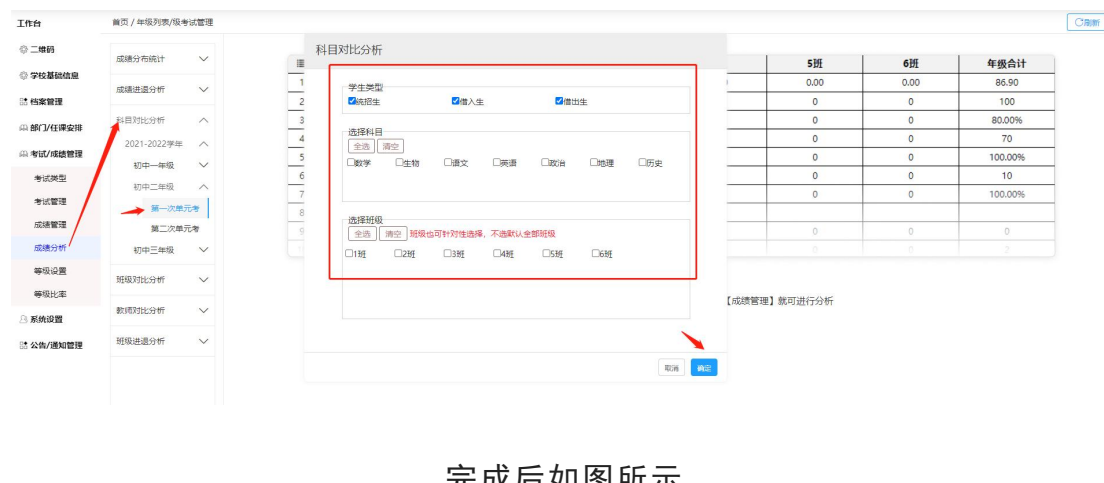 工作台
首页 / 年级列表/级考试管理
刷新
二维码
学校基础信息
档案管理
部门/任课安排
考试/成绩管理
考试类型
考试管理
成绩管理
成绩分析
等级设置
等级比率
系统设置
公告/通知管理
成绩分布统计
成绩进退分析
科目对比分析
2021-2022学年
初中一年级
初中二年级
第一次单元考
第二次单元考
初中三年级
班级对比分析
教师对比分析
班级进退分析
科目对比分析
学生类型
统招生 借入生 借出生
选择科目
全选 清空
数学 生物 语文 英语 政治 地理 历史
选择班级
全选 清空 班级也可针对性选择，不选默认全部班级
1班 2班 3班 4班 5班 6班
取消 确定
5班 6班 年级合计
1 0.00 0.00 86.90
2 0 0 100
3 0 0 80.00%
4 0 0 70
5 0 0 100.00%
6 0 0 10
7 0 0 100.00%
8
9 0 0 0
【成绩管理】就可进行分析
完成后如图所示